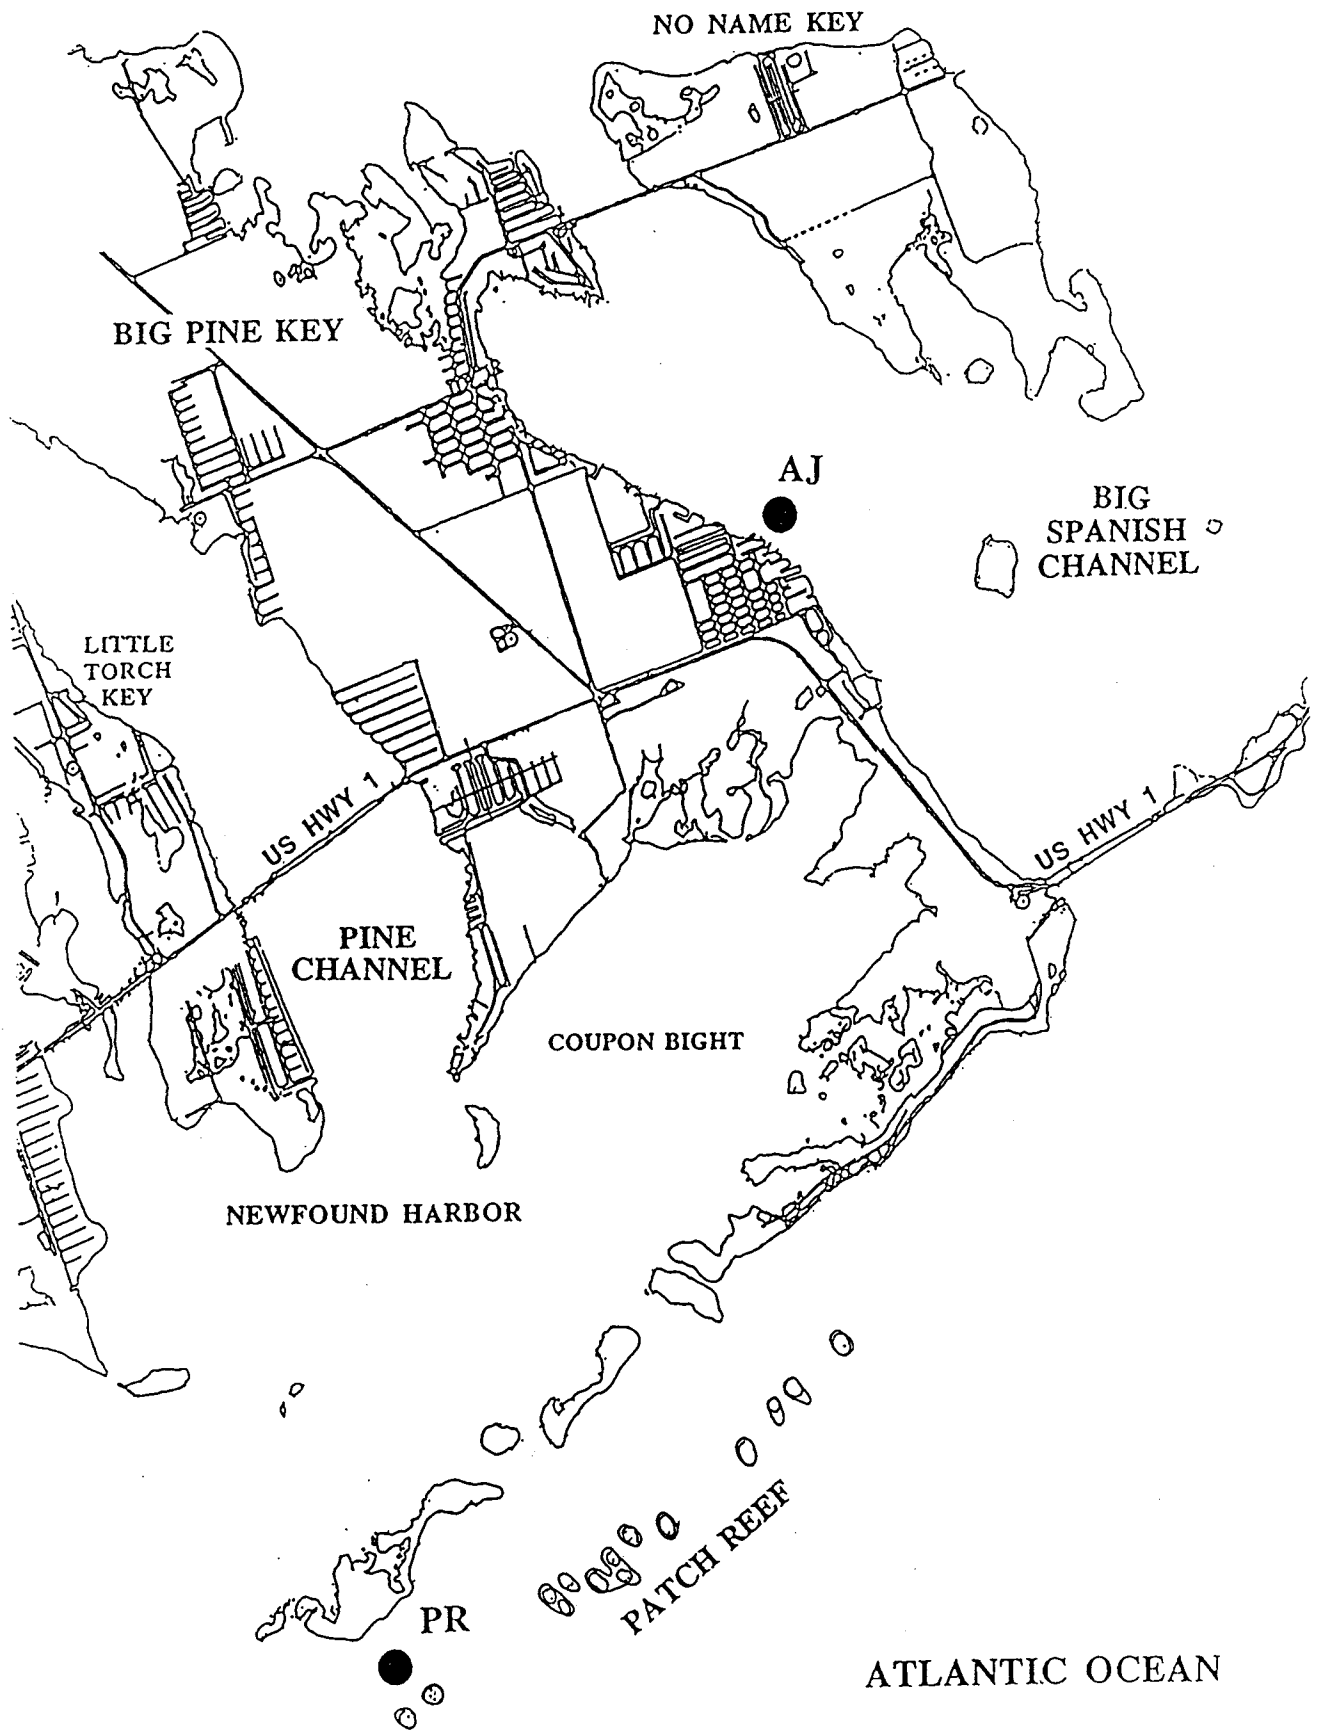 NO NAME KEY
BIG PINE KEY
AJ
BIG
SPANISH
CHANNEL
LITTLE
TORCH
KEY
US HWY 1
US HWY 1
PINE
CHANNEL
COUPON BIGHT
NEWFOUND HARBOR
PATCH REEF
PR
ATLANTIC OCEAN